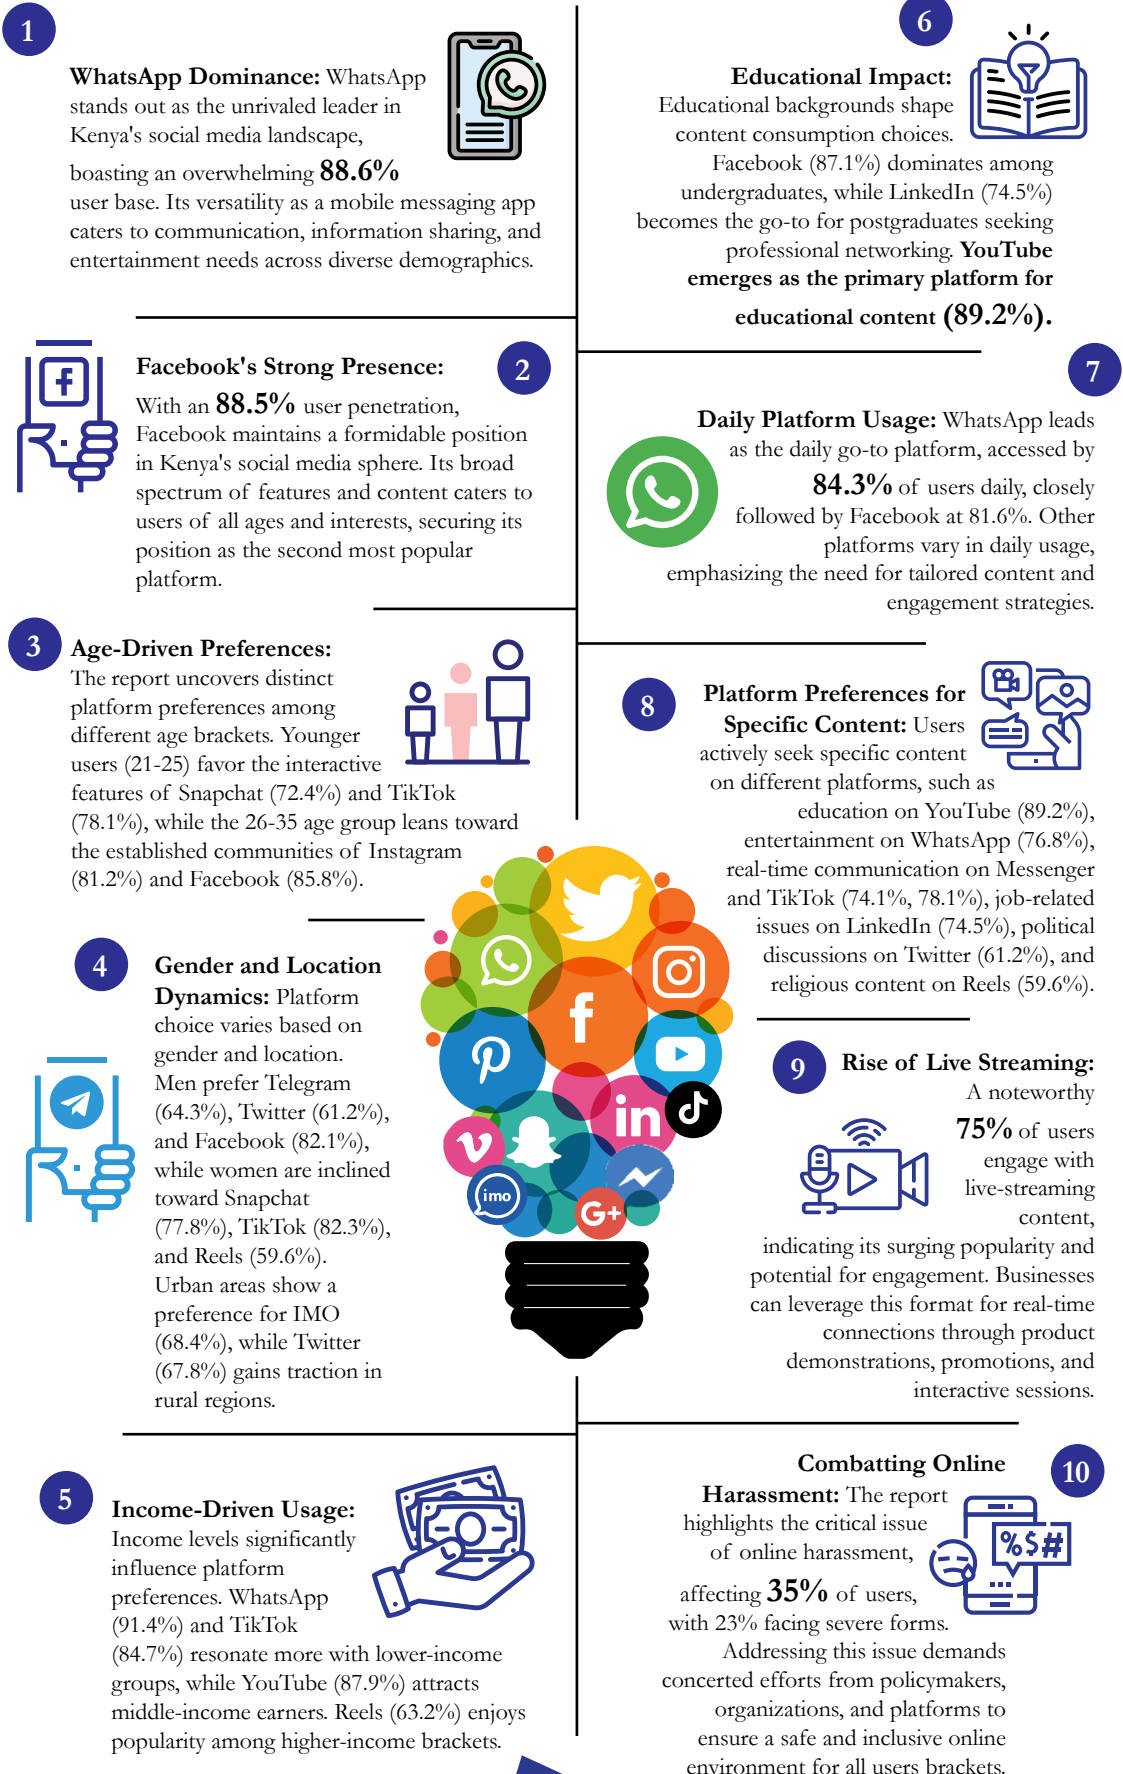 1
WhatsApp Dominance: WhatsApp
stands out as the unrivaled leader in
Kenya's social media landscape,
boasting an overwhelming 88.6%
user base. Its versatility as a mobile messaging app
caters to communication, information sharing, and
entertainment needs across diverse demographics.
2
Facebook's Strong Presence:
With an 88.5% user penetration,
Facebook maintains a formidable position
in Kenya's social media sphere. Its broad
spectrum of features and content caters to
users of all ages and interests, securing its
position as the second most popular
platform.
3
Age-Driven Preferences:
The report uncovers distinct
platform preferences among
different age brackets. Younger
users (21-25) favor the interactive
features of Snapchat (72.4%) and TikTok
(78.1%), while the 26-35 age group leans toward
the established communities of Instagram
(81.2%) and Facebook (85.8%).
4
Gender and Location
Dynamics: Platform
choice varies based on
gender and location.
Men prefer Telegram
(64.3%), Twitter (61.2%),
and Facebook (82.1%),
while women are inclined
toward Snapchat
(77.8%), TikTok (82.3%),
and Reels (59.6%).
Urban areas show a
preference for IMO
(68.4%), while Twitter
(67.8%) gains traction in
rural regions.
5
Income-Driven Usage:
Income levels significantly
influence platform
preferences. WhatsApp
(91.4%) and TikTok
(84.7%) resonate more with lower-income
groups, while YouTube (87.9%) attracts
middle-income earners. Reels (63.2%) enjoys
popularity among higher-income brackets.
in
imo
G+
6
Educational Impact:
Educational backgrounds shape
content consumption choices.
Facebook (87.1%) dominates among
undergraduates, while LinkedIn (74.5%)
becomes the go-to for postgraduates seeking
professional networking. YouTube
emerges as the primary platform for
educational content (89.2%).
7
Daily Platform Usage: WhatsApp leads
as the daily go-to platform, accessed by
84.3% of users daily, closely
followed by Facebook at 81.6%. Other
platforms vary in daily usage,
emphasizing the need for tailored content and
engagement strategies.
8
Platform Preferences for
Specific Content: Users
actively seek specific content
on different platforms, such as
education on YouTube (89.2%),
entertainment on WhatsApp (76.8%),
real-time communication on Messenger
and TikTok (74.1%, 78.1%), job-related
issues on LinkedIn (74.5%), political
discussions on Twitter (61.2%), and
religious content on Reels (59.6%).
9
Rise of Live Streaming:
A noteworthy
75% of users
engage with
live-streaming
content,
indicating its surging popularity and
potential for engagement. Businesses
can leverage this format for real-time
connections through product
demonstrations, promotions, and
interactive sessions.
10
Combatting Online
Harassment: The report
highlights the critical issue
of online harassment,
affecting 35% of users,
with 23% facing severe forms.
Addressing this issue demands
concerted efforts from policymakers,
organizations, and platforms to
ensure a safe and inclusive online
environment for all users brackets.
%$#